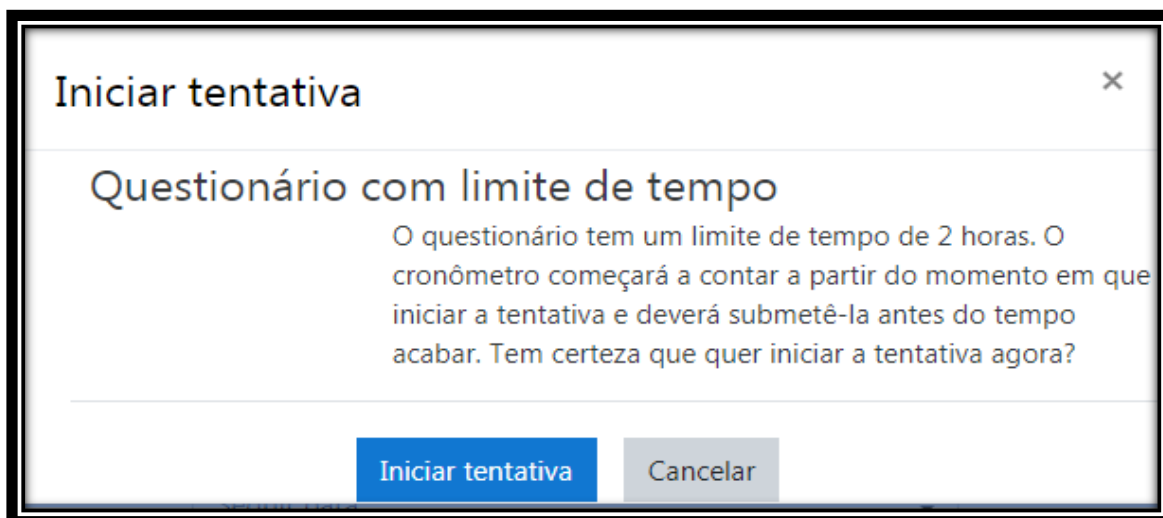 Iniciar tentativa ×
Questionário com limite de tempo
O questionário tem um limite de tempo de 2 horas. O
cronômetro começará a contar a partir do momento em que
iniciar a tentativa e deverá submetê-la antes do tempo
acabar. Tem certeza que quer iniciar a tentativa agora?
Iniciar tentativa Cancelar